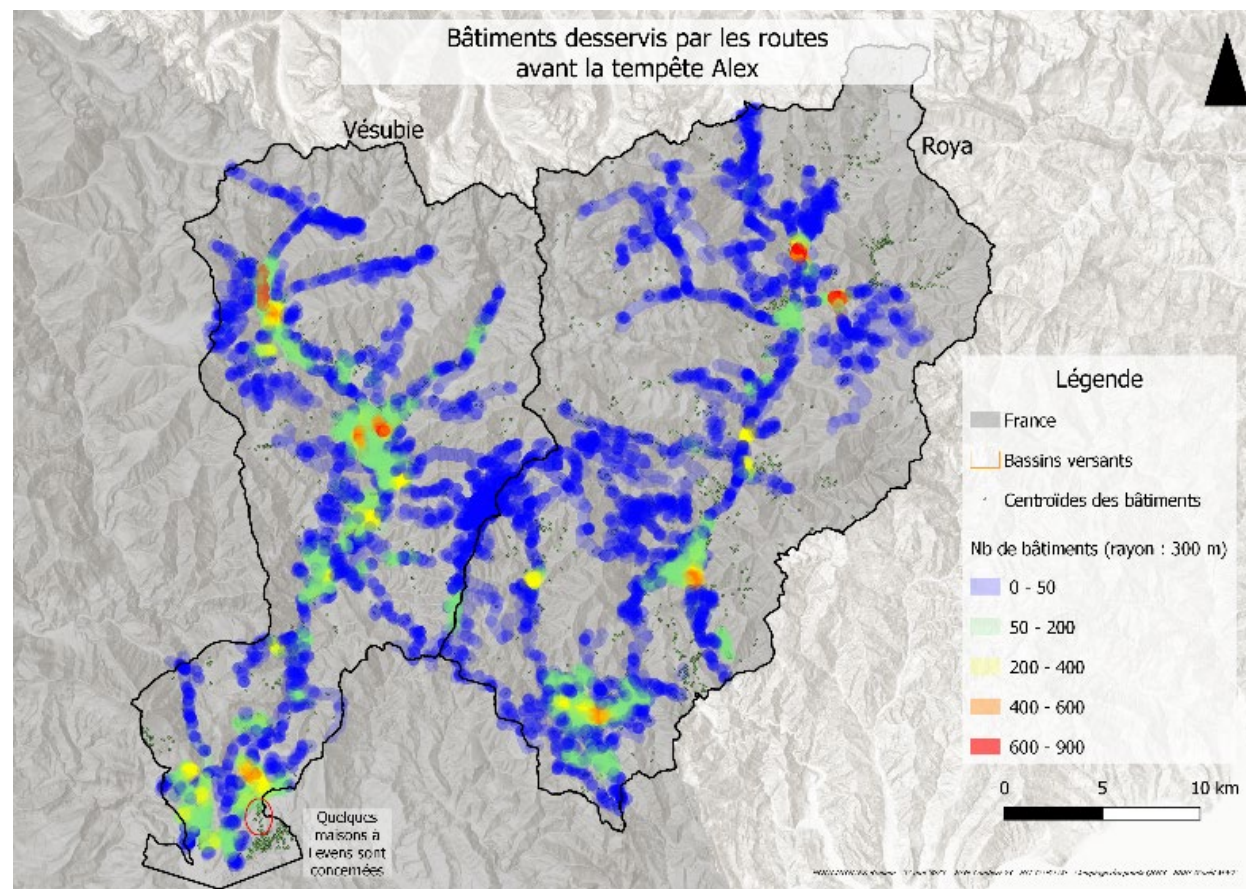 Bâtiments desservis par les routes
avant la tempête Alex
Vésubie
Roya
Légende
France
Bassins versants
Centroïdes des bâtiments
Nb de bâtiments (rayon : 300 m)
0 - 50
50 - 200
200 - 400
400 - 600
600 - 900
0 5 10 km
Quelques
maisons à
Levens sont
concernées